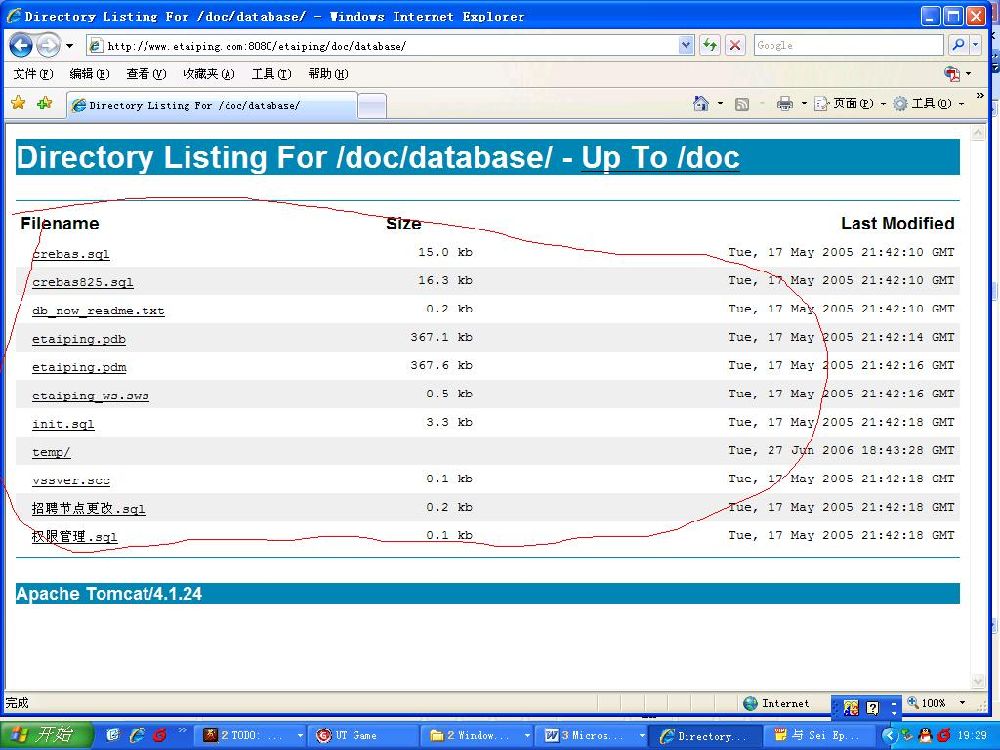 Directory Listing For /doc/database/ - Windows Internet Explorer
http://www.etaiping.com:8080/etaiping/doc/database/
Google
文件(F) 编辑(E) 查看(V) 收藏夹(A) 工具(T) 帮助(H)
Directory Listing For /doc/database/
页面(P) 工具(O)
Directory Listing For /doc/database/ - Up To /doc
Filename Size Last Modified
crebas.sql 15.0 kb Tue, 17 May 2005 21:42:10 GMT
crebas825.sql 16.3 kb Tue, 17 May 2005 21:42:10 GMT
db_now_readme.txt 0.2 kb Tue, 17 May 2005 21:42:10 GMT
etaiping.pdb 367.1 kb Tue, 17 May 2005 21:42:14 GMT
etaiping.pdm 367.6 kb Tue, 17 May 2005 21:42:16 GMT
etaiping_ws.sws 0.5 kb Tue, 17 May 2005 21:42:16 GMT
init.sql 3.3 kb Tue, 17 May 2005 21:42:18 GMT
temp/ Tue, 27 Jun 2006 18:43:28 GMT
vssver.scc 0.1 kb Tue, 17 May 2005 21:42:18 GMT
招聘节点更改.sql 0.2 kb Tue, 17 May 2005 21:42:18 GMT
权限管理.sql 0.1 kb Tue, 17 May 2005 21:42:18 GMT
Apache Tomcat/4.1.24
完成 Internet 100%
开始 2 TODO: ... UT Game 2 Window... 3 Micros... Directory... 与 Sei Ep... 19:29